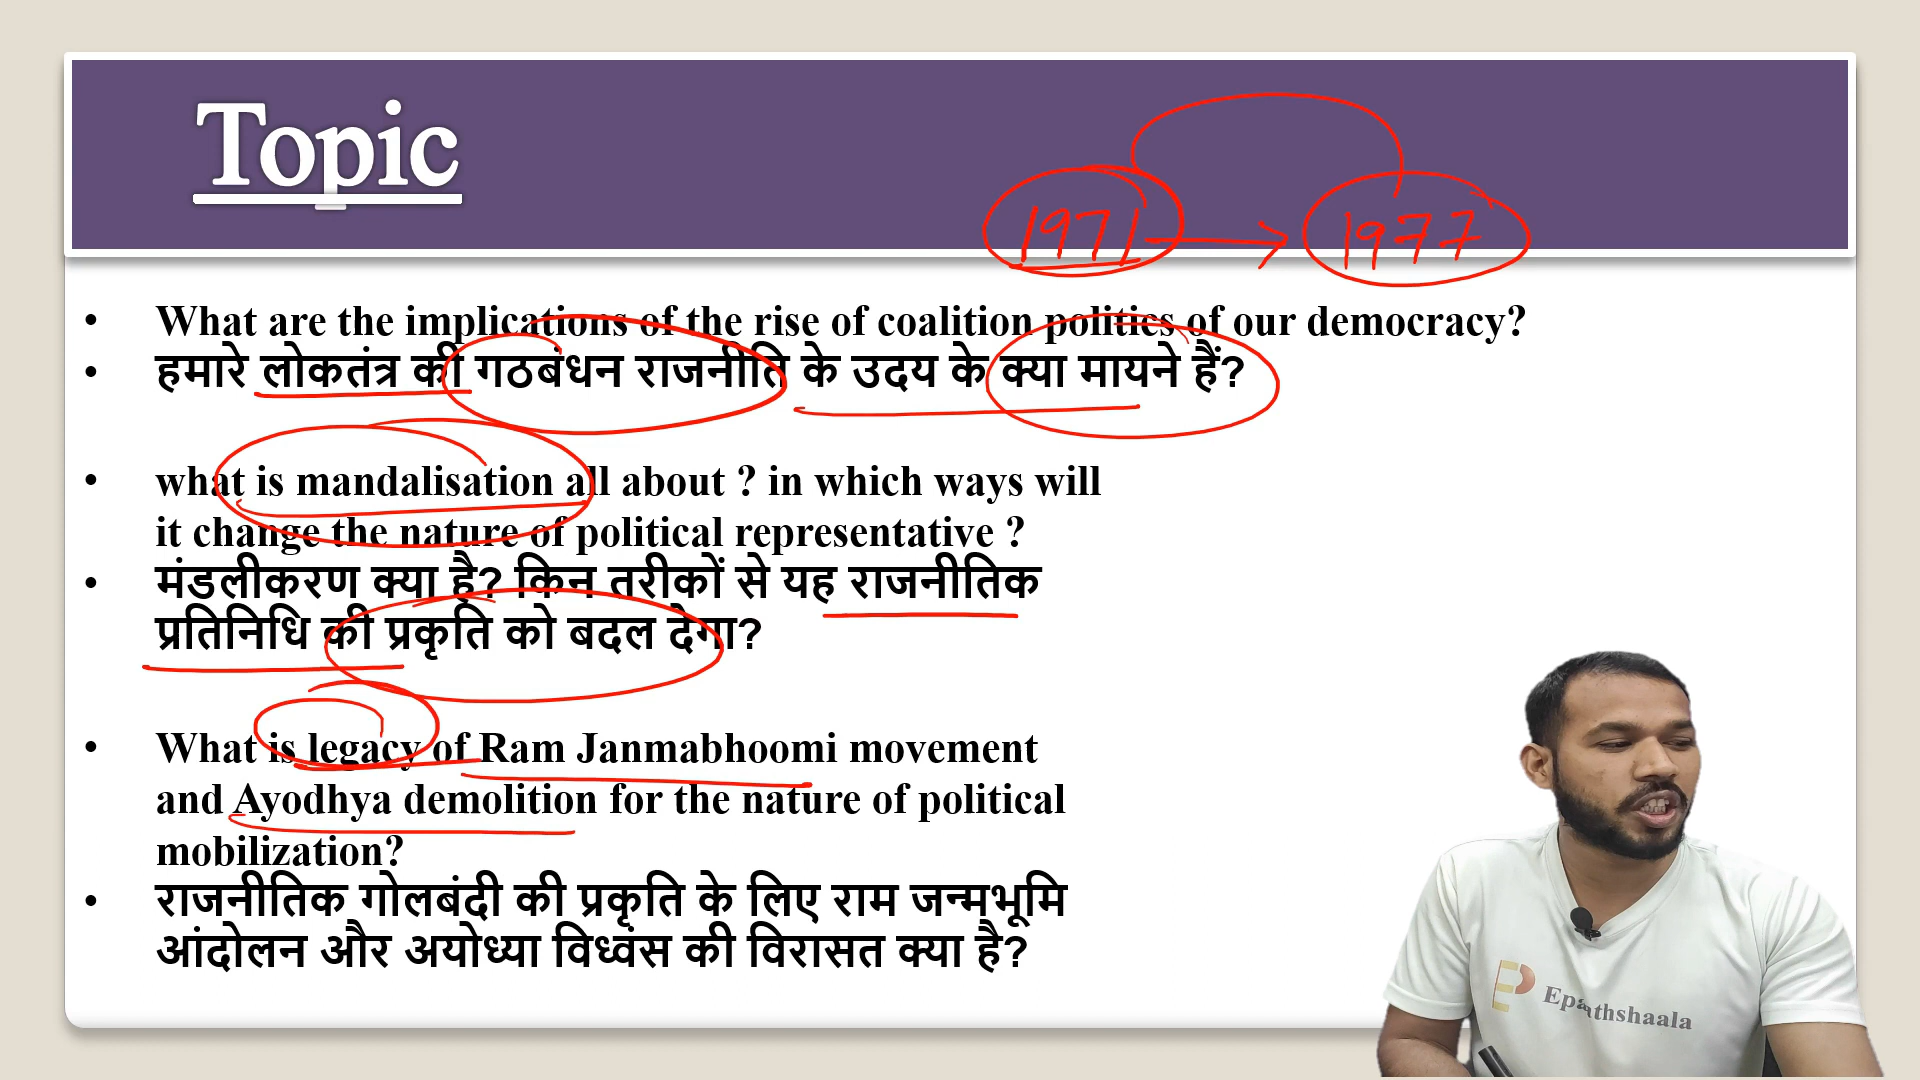 Topic
1971 → 1977
What are the implications of the rise of coalition politics of our democracy?
हमारे लोकतंत्र की गठबंधन राजनीति के उदय के क्या मायने हैं?
what is mandalisation all about ? in which ways will
it change the nature of political representative ?
मंडलीकरण क्या है? किन तरीकों से यह राजनीतिक
प्रतिनिधि की प्रकृति को बदल देगा?
What is legacy of Ram Janmabhoomi movement
and Ayodhya demolition for the nature of political
mobilization?
राजनीतिक गोलबंदी की प्रकृति के लिए राम जन्मभूमि
आंदोलन और अयोध्या विध्वंस की विरासत क्या है?
Epaathshaala